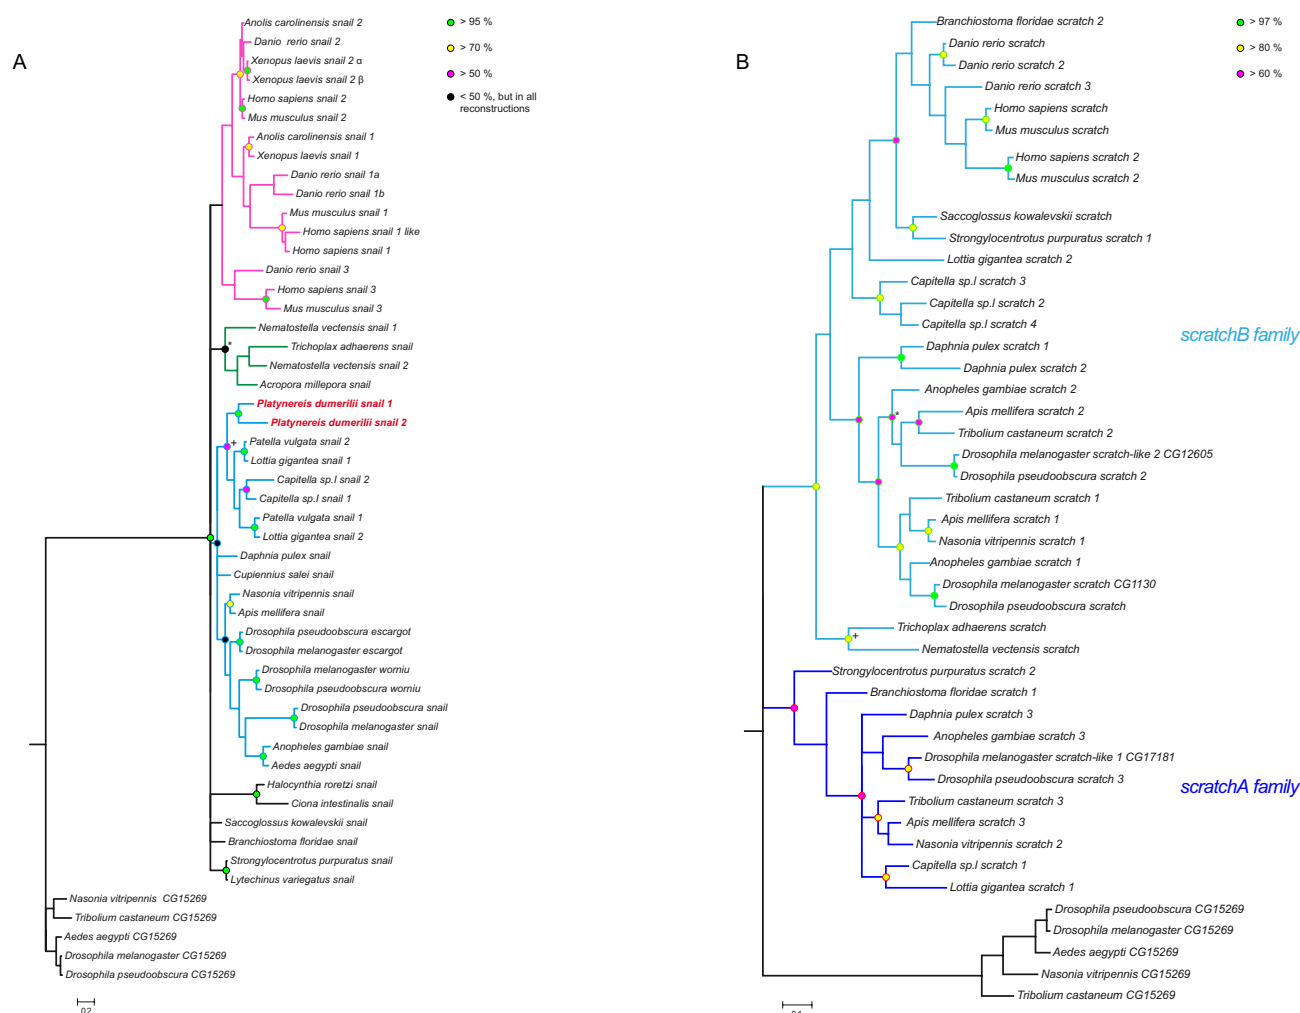 A
Anolis carolinensis snail 2
Danio rerio snail 2
Xenopus laevis snail 2 α
Xenopus laevis snail 2 β
Homo sapiens snail 2
Mus musculus snail 2
Anolis carolinensis snail 1
Xenopus laevis snail 1
Danio rerio snail 1a
Danio rerio snail 1b
Mus musculus snail 1
Homo sapiens snail 1 like
Homo sapiens snail 1
Danio rerio snail 3
Homo sapiens snail 3
Mus musculus snail 3
Nematostella vectensis snail 1
*
Trichoplax adhaerens snail
Nematostella vectensis snail 2
Acropora millepora snail
Platynereis dumerilii snail 1
Platynereis dumerilii snail 2
+
Patella vulgata snail 2
Lottia gigantea snail 1
Capitella sp.I snail 2
Capitella sp.I snail 1
Patella vulgata snail 1
Lottia gigantea snail 2
Daphnia pulex snail
Cupiennius salei snail
Nasonia vitripennis snail
Apis mellifera snail
Drosophila pseudoobscura escargot
Drosophila melanogaster escargot
Drosophila melanogaster worniu
Drosophila pseudoobscura worniu
Drosophila pseudoobscura snail
Drosophila melanogaster snail
Anopheles gambiae snail
Aedes aegypti snail
Halocynthia roretzi snail
Ciona intestinalis snail
Saccoglossus kowalevskii snail
Branchiostoma floridae snail
Strongylocentrotus purpuratus snail
Lytechinus variegatus snail
Nasonia vitripennis CG15269
Tribolium castaneum CG15269
Aedes aegypti CG15269
Drosophila melanogaster CG15269
Drosophila pseudoobscura CG15269
> 95 %
> 70 %
> 50 %
< 50 %, but in all
reconstructions
B
Branchiostoma floridae scratch 2
Danio rerio scratch
Danio rerio scratch 2
Danio rerio scratch 3
Homo sapiens scratch
Mus musculus scratch
Homo sapiens scratch 2
Mus musculus scratch 2
Saccoglossus kowalevskii scratch
Strongylocentrotus purpuratus scratch 1
Lottia gigantea scratch 2
Capitella sp.I scratch 3
Capitella sp.I scratch 2
Capitella sp.I scratch 4
Daphnia pulex scratch 1
Daphnia pulex scratch 2
Anopheles gambiae scratch 2
*
Apis mellifera scratch 2
Tribolium castaneum scratch 2
Drosophila melanogaster scratch-like 2 CG12605
Drosophila pseudoobscura scratch 2
Tribolium castaneum scratch 1
Apis mellifera scratch 1
Nasonia vitripennis scratch 1
Anopheles gambiae scratch 1
Drosophila melanogaster scratch CG1130
Drosophila pseudoobscura scratch
Trichoplax adhaerens scratch
+
Nematostella vectensis scratch
Strongylocentrotus purpuratus scratch 2
Branchiostoma floridae scratch 1
Daphnia pulex scratch 3
Anopheles gambiae scratch 3
Drosophila melanogaster scratch-like 1 CG17181
Drosophila pseudoobscura scratch 3
Tribolium castaneum scratch 3
Apis mellifera scratch 3
Nasonia vitripennis scratch 2
Capitella sp.I scratch 1
Lottia gigantea scratch 1
Drosophila pseudoobscura CG15269
Drosophila melanogaster CG15269
Aedes aegypti CG15269
Nasonia vitripennis CG15269
Tribolium castaneum CG15269
> 97 %
> 80 %
> 60 %
scratchB family
scratchA family